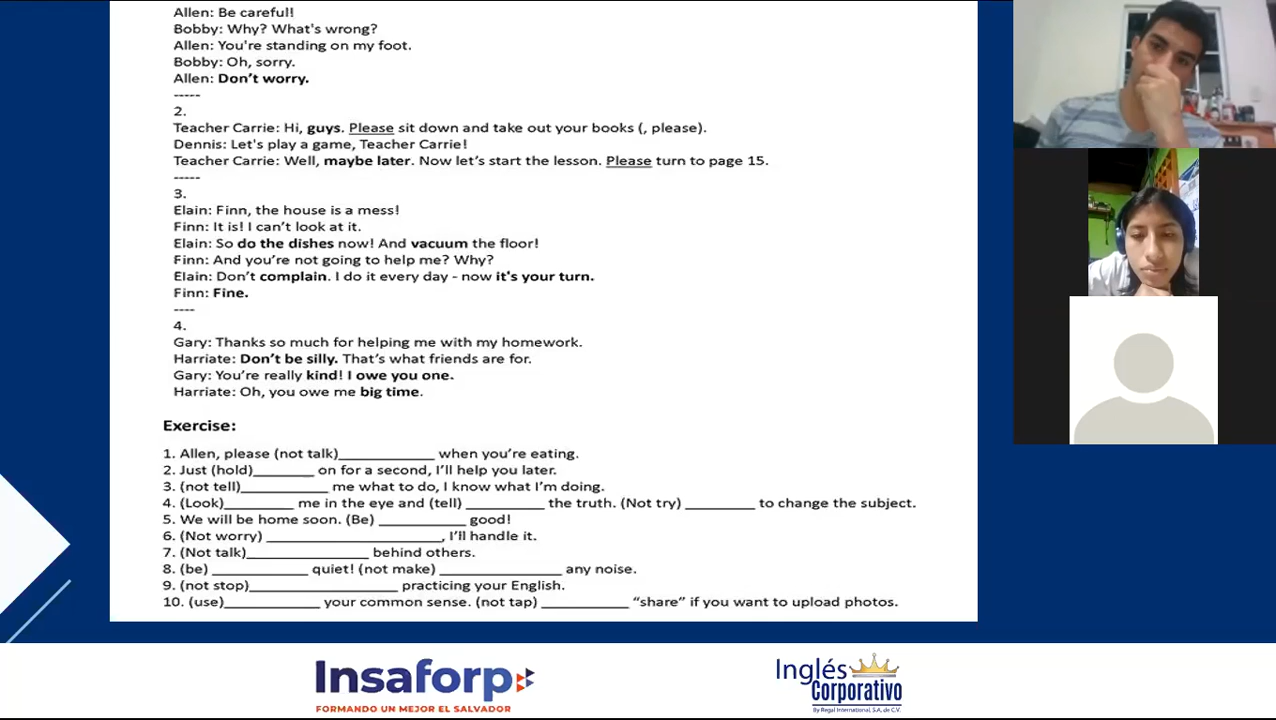 Allen: Be careful!
Bobby: Why? What's wrong?
Allen: You're standing on my foot.
Bobby: Oh, sorry.
Allen: Don't worry.
-----
2.
Teacher Carrie: Hi, guys. Please sit down and take out your books (, please).
Dennis: Let's play a game, Teacher Carrie!
Teacher Carrie: Well, maybe later. Now let's start the lesson. Please turn to page 15.
-----
3.
Elain: Finn, the house is a mess!
Finn: It is! I can't look at it.
Elain: So do the dishes now! And vacuum the floor!
Finn: And you're not going to help me? Why?
Elain: Don't complain. I do it every day - now it's your turn.
Finn: Fine.
----
4.
Gary: Thanks so much for helping me with my homework.
Harriate: Don't be silly. That's what friends are for.
Gary: You're really kind! I owe you one.
Harriate: Oh, you owe me big time.
Exercise:
1. Allen, please (not talk)____________ when you're eating.
2. Just (hold)________ on for a second, I'll help you later.
3. (not tell)___________ me what to do, I know what I'm doing.
4. (Look)_________ me in the eye and (tell) __________ the truth. (Not try) _________ to change the subject.
5. We will be home soon. (Be) ___________ good!
6. (Not worry) ______________________, I'll handle it.
7. (Not talk)________________ behind others.
8. (be) ____________ quiet! (not make) ________________ any noise.
9. (not stop)___________________ practicing your English.
10. (use)____________ your common sense. (not tap) ___________ “share” if you want to upload photos.
Insaforp
FORMANDO UN MEJOR EL SALVADOR
Inglés
Corporativo
By Regal International, S.A. de C.V.